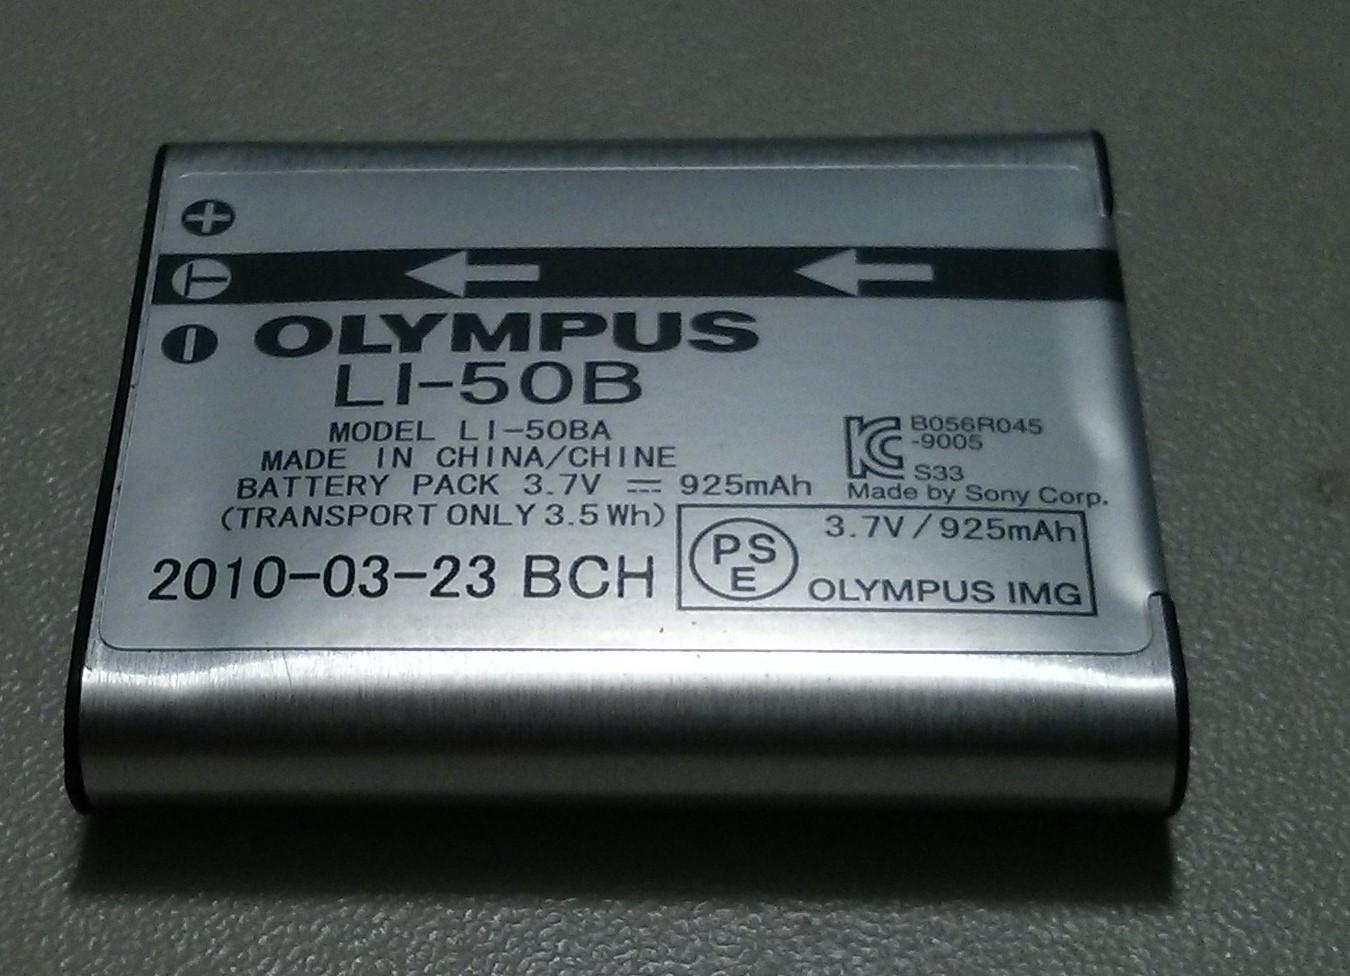 OLYMPUS
LI-50B
MODEL LI-50BA
MADE IN CHINA/CHINE
BATTERY PACK 3.7V ⎓ 925mAh
(TRANSPORT ONLY 3.5 Wh)
2010-03-23 BCH
B056R045
-9005
S33
Made by Sony Corp.
PS
E
3.7V/925mAh
OLYMPUS IMG